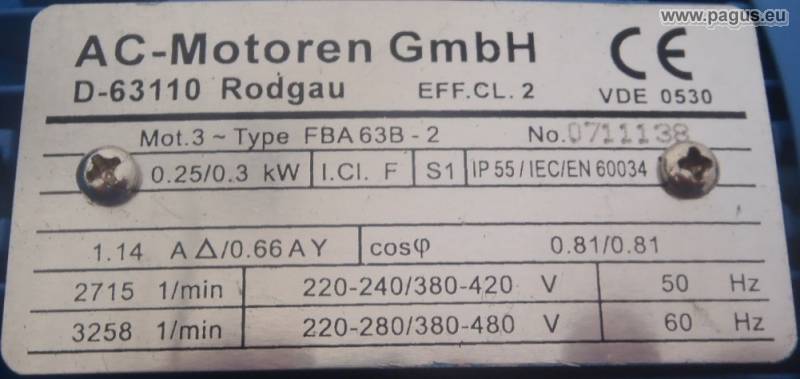 www.pagus.eu
AC-Motoren GmbH
CE
D-63110 Rodgau EFF.CL. 2 VDE 0530
Mot.3 ~ Type FBA 63B - 2 No. 0711138
0.25/0.3 kW I.Cl. F S1 IP 55 / IEC/EN 60034
1.14 A Δ/0.66 A Y cosφ 0.81/0.81
2715 1/min 220-240/380-420 V 50 Hz
3258 1/min 220-280/380-480 V 60 Hz